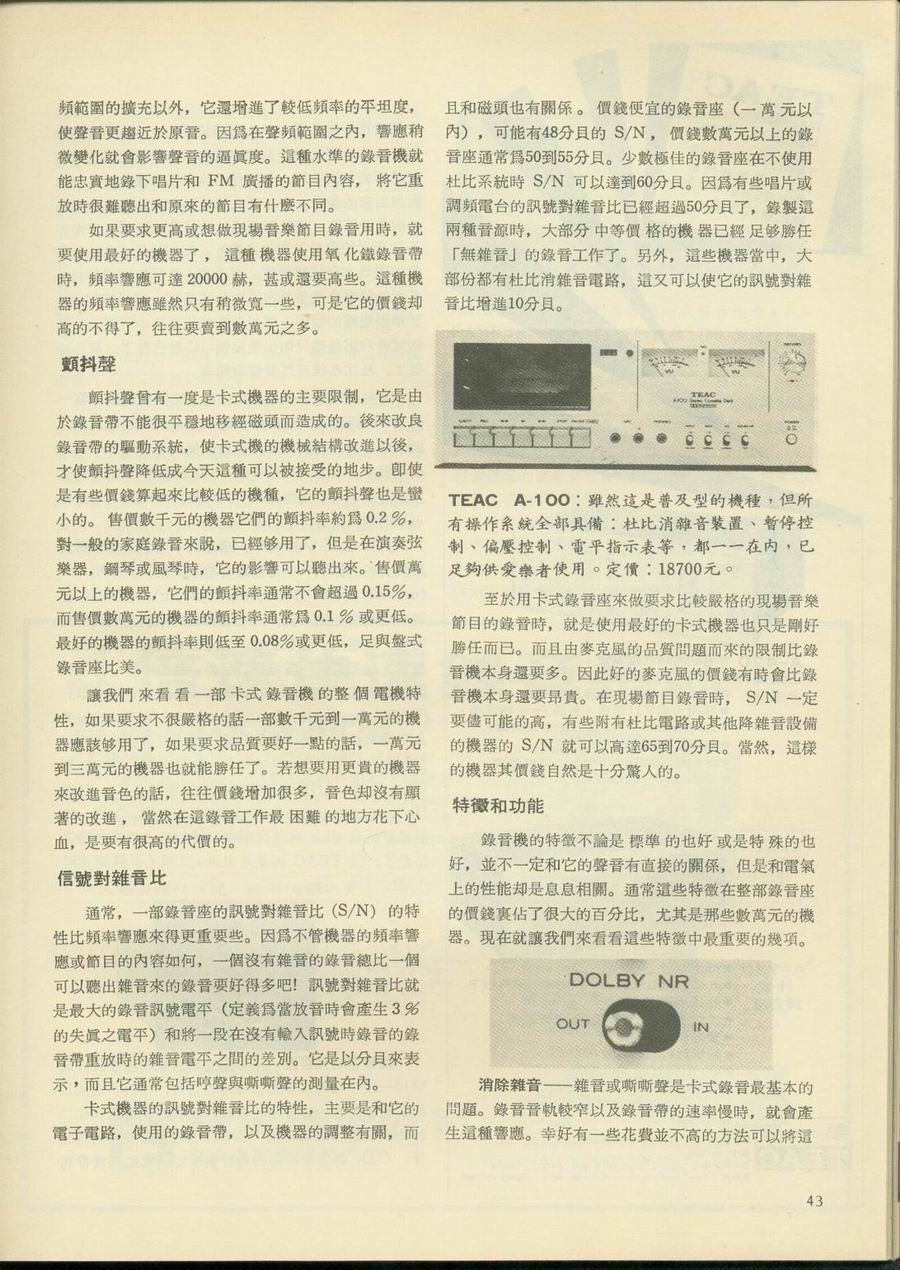 頻範圍的擴充以外，它還增進了較低頻率的平坦度，
使聲音更趨近於原音。因爲在聲頻範圍之內，響應稍
微變化就會影響聲音的逼眞度。這種水準的錄音機就
能忠實地錄下唱片和 FM 廣播的節目內容， 將它重
放時很難聽出和原來的節目有什麽不同。
如果要求更高或想做現場音樂節目錄音用時，就
要使用最好的機器了， 這種機器使用氧化鐵錄音帶
時，頻率響應可達 20000 赫，甚或還要高些。這種機
器的頻率響應雖然只有稍微寬一些，可是它的價錢却
高的不得了，往往要賣到數萬元之多。
顫抖聲
顫抖聲曾有一度是卡式機器的主要限制，它是由
於錄音帶不能很平穩地移經磁頭而造成的。後來改良
錄音帶的驅動系統，使卡式機的機械結構改進以後，
才使顫抖聲降低成今天這種可以被接受的地步。卽使
是有些價錢算起來比較低的機種，它的顫抖聲也是蠻
小的。 售價數千元的機器它們的顫抖率約爲 0.2％，
對一般的家庭錄音來說，已經够用了，但是在演奏弦
樂器，鋼琴或風琴時，它的影響可以聽出來。售價萬
元以上的機器，它們的顫抖率通常不會超過 0.15％，
而售價數萬元的機器的顫抖率通常爲 0.1 ％ 或更低。
最好的機器的顫抖率則低至 0.08％或更低，足與盤式
錄音座比美。
讓我們來看看一部卡式錄音機的整個電機特
性，如果要求不很嚴格的話一部數千元到一萬元的機
器應該够用了，如果要求品質要好一點的話，一萬元
到三萬元的機器也就能勝任了。若想要用更貴的機器
來改進音色的話，往往價錢增加很多，音色却沒有顯
著的改進， 當然在這錄音工作最困難的地方花下心
血，是要有很高的代價的。
信號對雜音比
通常，一部錄音座的訊號對雜音比（S/N）的特
性比頻率響應來得更重要些。因爲不管機器的頻率響
應或節目的內容如何，一個沒有雜音的錄音總比一個
可以聽出雜音來的錄音要好得多吧！訊號對雜音比就
是最大的錄音訊號電平（定義爲當放音時會產生 3 ％
的失眞之電平）和將一段在沒有輸入訊號時錄音的錄
音帶重放時的雜音電平之間的差別。它是以分貝來表
示，而且它通常包括哼聲與嘶嘶聲的測量在內。
卡式機器的訊號對雜音比的特性，主要是和它的
電子電路，使用的錄音帶，以及機器的調整有關，而
且和磁頭也有關係。價錢便宜的錄音座（一萬元以
內），可能有48分貝的 S/N， 價錢數萬元以上的錄
音座通常爲50到55分貝。少數極佳的錄音座在不使用
杜比系統時 S/N 可以達到60分貝。因爲有些唱片或
調頻電台的訊號對雜音比已經超過50分貝了，錄製這
兩種音源時，大部分中等價格的機器已經足够勝任
「無雜音」的錄音工作了。另外，這些機器當中，大
部份都有杜比消雜音電路，這又可以使它的訊號對雜
音比增進10分貝。
TEAC
TEAC A-100：雖然這是普及型的機種，但所
有操作系統全部具備：杜比消雜音裝置、暫停控
制、偏壓控制、電平指示表等，都一一在內，已
足夠供愛樂者使用。定價：18700元。
至於用卡式錄音座來做要求比較嚴格的現場音樂
節目的錄音時，就是使用最好的卡式機器也只是剛好
勝任而已。而且由麥克風的品質問題而來的限制比錄
音機本身還要多。因此好的麥克風的價錢有時會比錄
音機本身還要昻貴。在現場節目錄音時， S/N 一定
要儘可能的高，有些附有杜比電路或其他降雜音設備
的機器的 S/N 就可以高達65到70分貝。當然，這樣
的機器其價錢自然是十分驚人的。
特徵和功能
錄音機的特徵不論是標準的也好或是特殊的也
好，並不一定和它的聲音有直接的關係，但是和電氣
上的性能却是息息相關。通常這些特徵在整部錄音座
的價錢裏佔了很大的百分比，尤其是那些數萬元的機
器。現在就讓我們來看看這些特徵中最重要的幾項。
DOLBY NR
OUT IN
消除雜音——雜音或嘶嘶聲是卡式錄音最基本的
問題。錄音音軌較窄以及錄音帶的速率慢時，就會產
生這種響應。幸好有一些花費並不高的方法可以將這
43